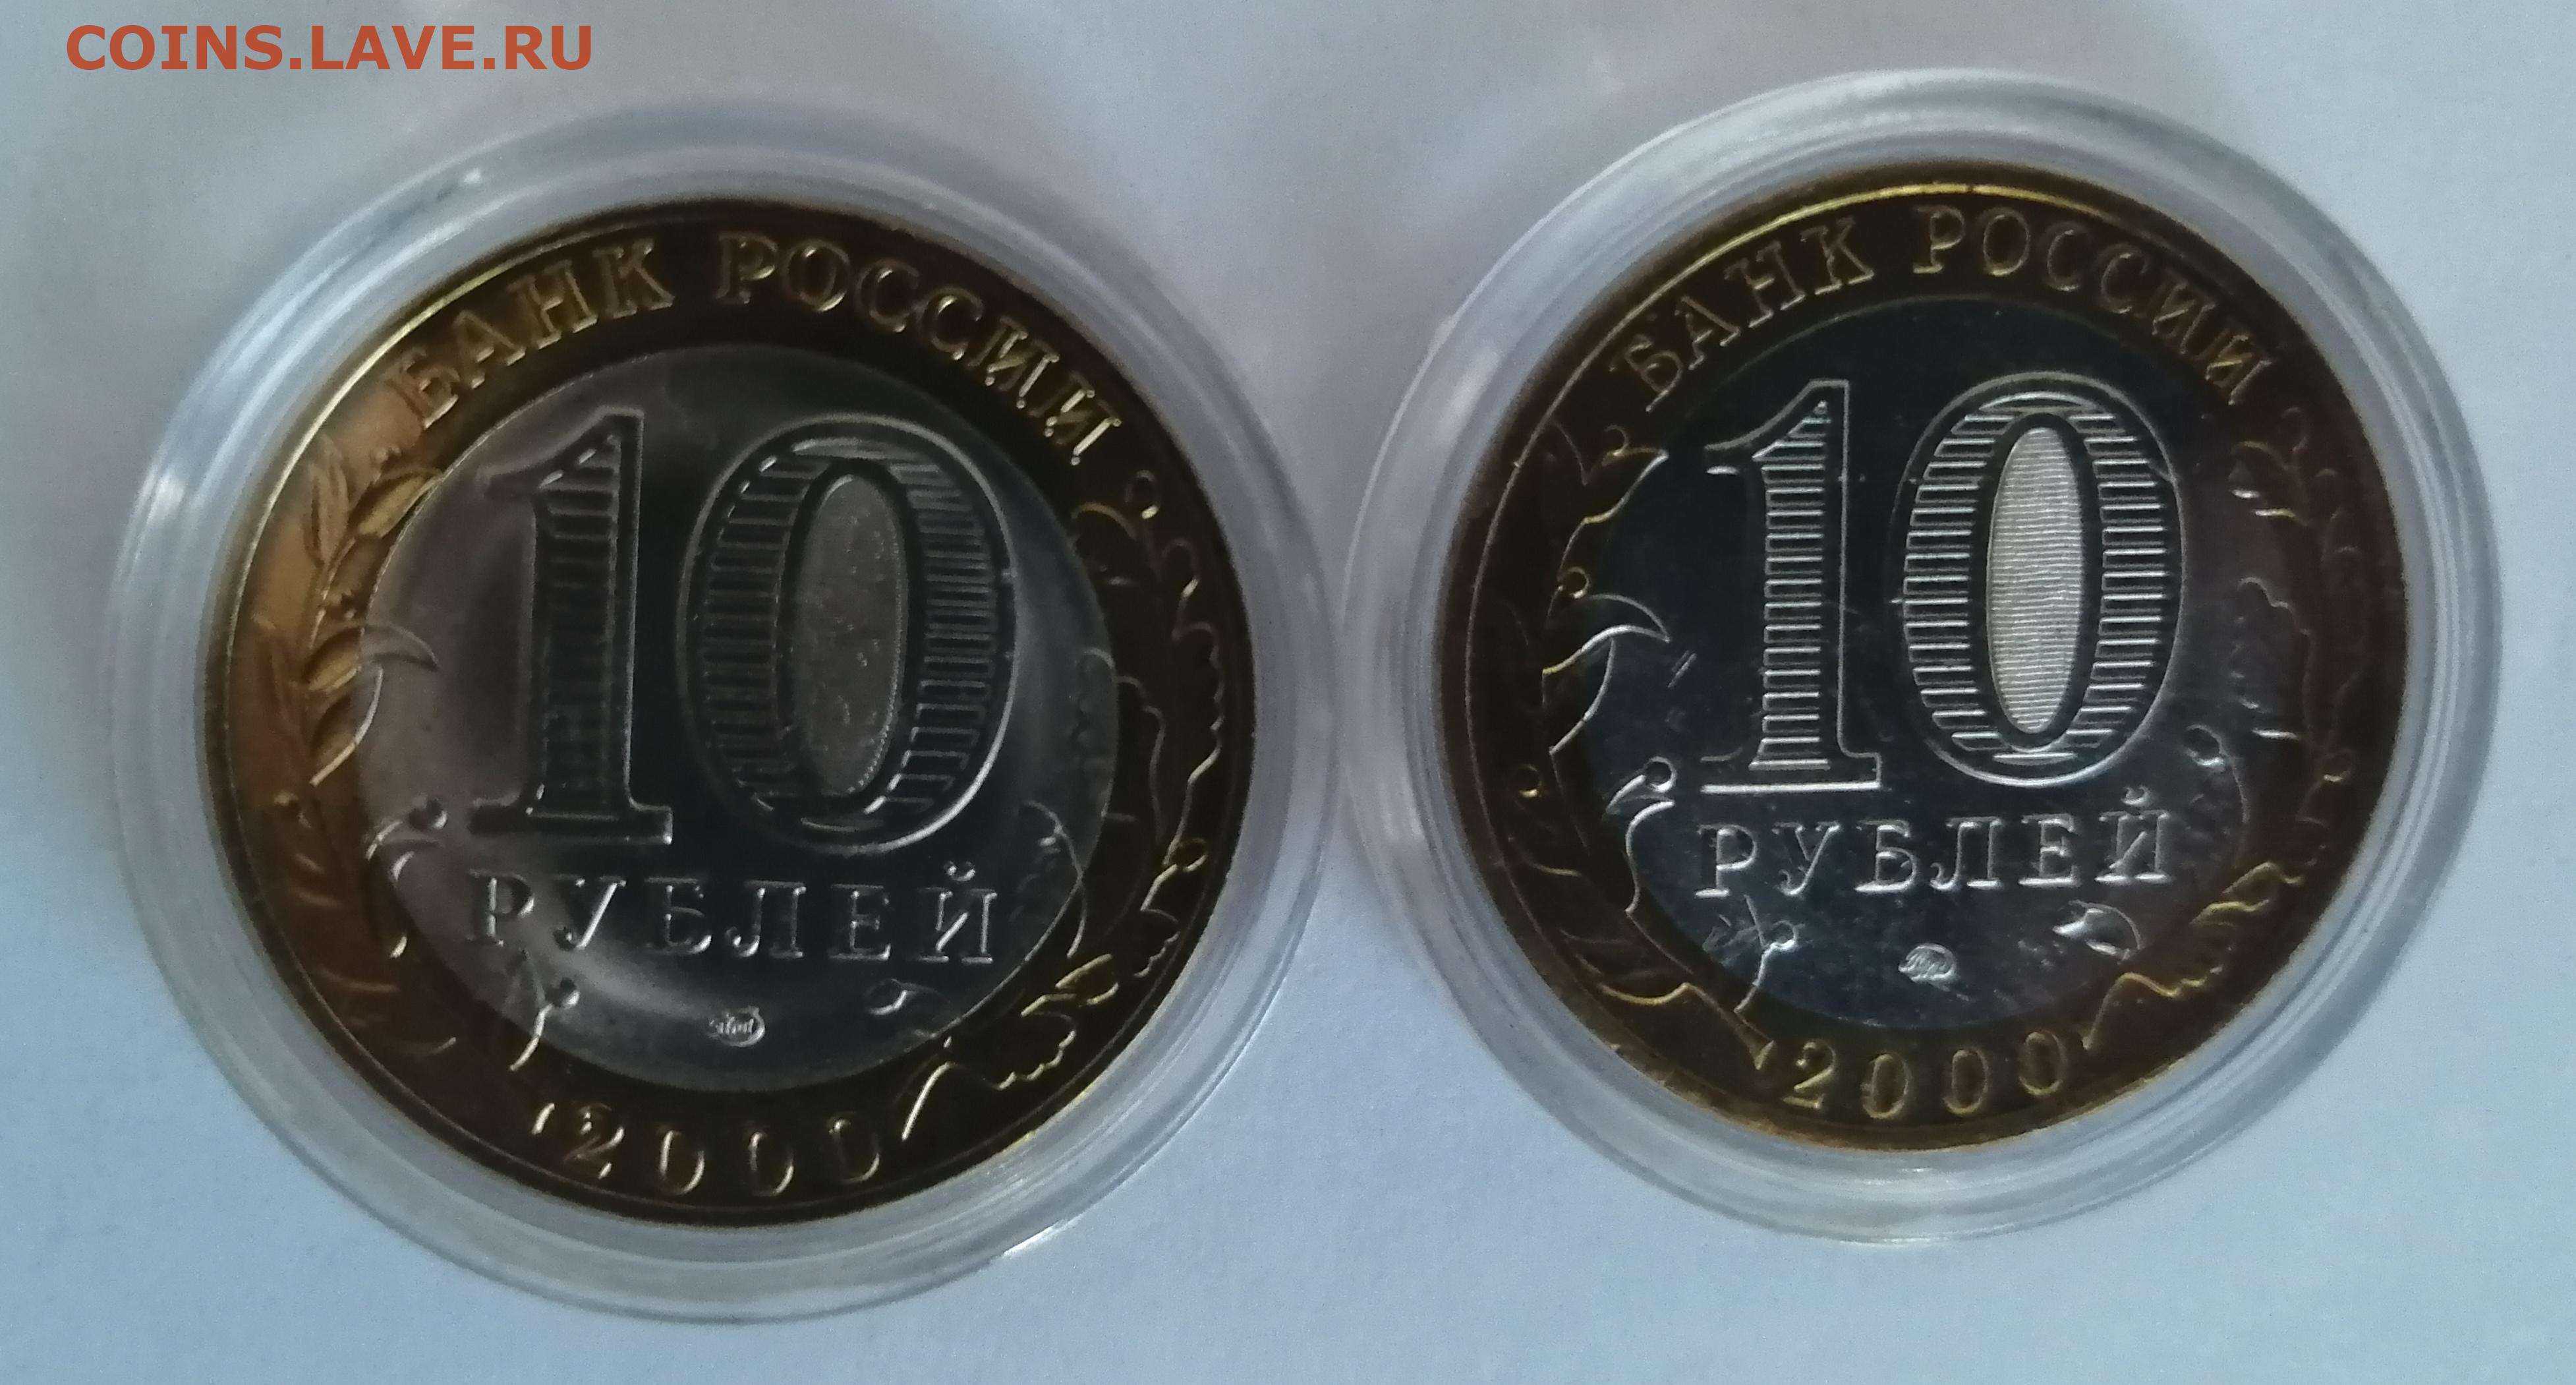 COINS.LAVE.RU
БАНК РОССИИ
10
РУБЛЕЙ
2000
БАНК РОССИИ
10
РУБЛЕЙ
2000